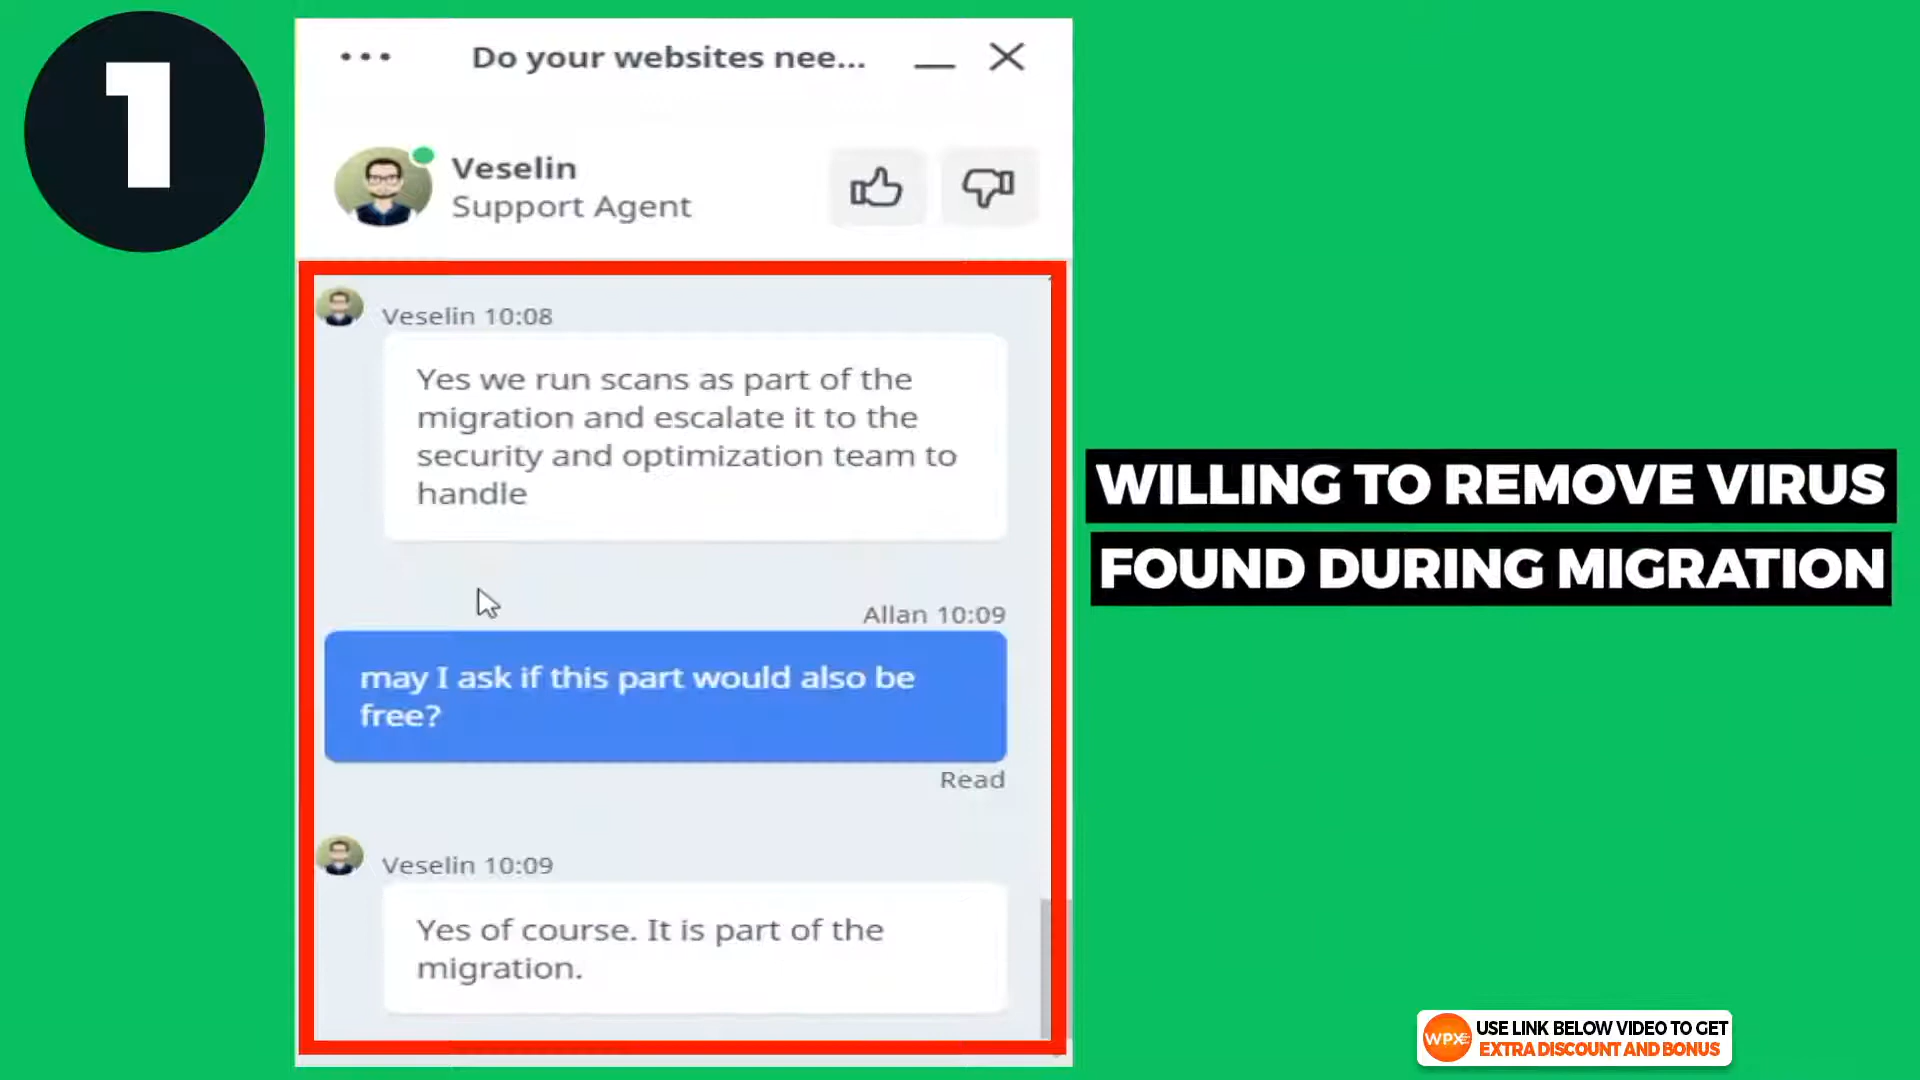 1
Do your websites nee...
Veselin
Support Agent
Veselin 10:08
Yes we run scans as part of the
migration and escalate it to the
security and optimization team to
handle
Allan 10:09
may I ask if this part would also be
free?
Read
Veselin 10:09
Yes of course. It is part of the
migration.
WILLING TO REMOVE VIRUS
FOUND DURING MIGRATION
WPX
USE LINK BELOW VIDEO TO GET
EXTRA DISCOUNT AND BONUS